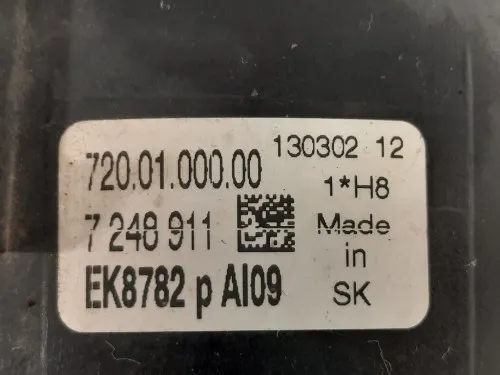 720.01.000.00
130302 12
1*H8
7 248 911
Made
in
EK8782 p AI09
SK